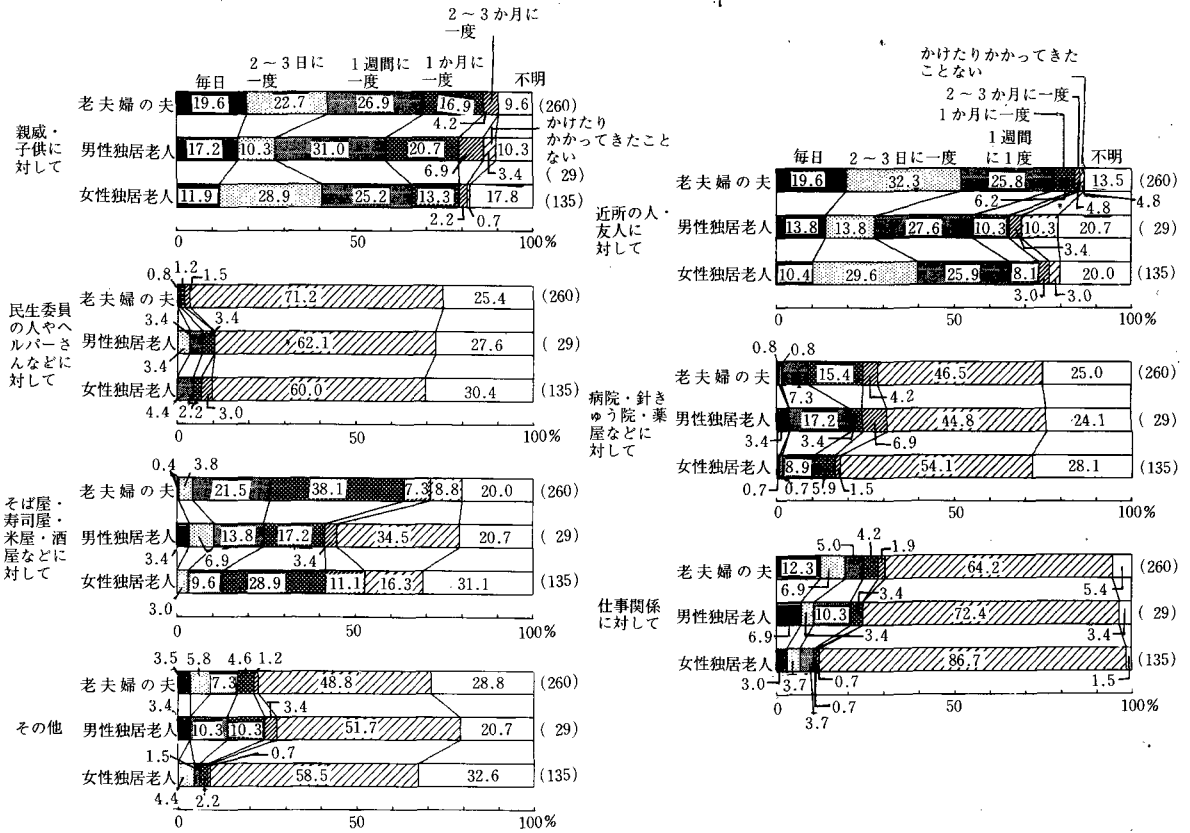 2～3か月に
一度
毎日
2～3日に
一度
1週間に
一度
1か月に
一度
不明
老夫婦の夫
19.6
22.7
26.9
16.9
4.2
9.6
(260)
かけたり
かかってきたこと
ない
親戚・
子供に
対して
男性独居老人
17.2
10.3
31.0
20.7
6.9
3.4
10.3
( 29)
女性独居老人
11.9
28.9
25.2
13.3
2.2
0.7
17.8
(135)
0
50
100%
民生委員
の人やヘ
ルパーさ
んなどに
対して
0.8
1.2
1.5
老夫婦の夫
71.2
25.4
(260)
3.4
3.4
男性独居老人
62.1
27.6
( 29)
3.4
女性独居老人
60.0
30.4
(135)
4.4
2.2
3.0
0
50
100%
そば屋・
寿司屋・
米屋・酒
屋などに
対して
0.4
3.8
老夫婦の夫
21.5
38.1
7.3
8.8
20.0
(260)
男性独居老人
13.8
17.2
34.5
20.7
( 29)
3.4
6.9
3.4
女性独居老人
9.6
28.9
11.1
16.3
31.1
(135)
3.0
0
50
100%
その他
3.5
5.8
4.6
1.2
老夫婦の夫
7.3
48.8
28.8
(260)
3.4
3.4
男性独居老人
10.3
10.3
51.7
20.7
( 29)
1.5
0.7
女性独居老人
58.5
32.6
(135)
4.4
2.2
0
50
100%
かけたりかかってきた
ことない
2～3か月に一度
1か月に一度
1週間
に1度
毎日
2～3日に一度
不明
近所の人・
友人に
対して
老夫婦の夫
19.6
32.3
25.8
13.5
(260)
6.2
4.8
4.8
男性独居老人
13.8
13.8
27.6
10.3
10.3
20.7
( 29)
3.4
女性独居老人
10.4
29.6
25.9
8.1
20.0
(135)
3.0
3.0
0
50
100%
病院・針き
ゅう院・薬
屋などに
対して
0.8
0.8
老夫婦の夫
15.4
46.5
25.0
(260)
7.3
4.2
男性独居老人
17.2
44.8
24.1
( 29)
3.4
3.4
6.9
女性独居老人
8.9
54.1
28.1
(135)
0.7
0.7
5.9
1.5
0
50
100%
仕事関係
に対して
5.0
4.2
1.9
老夫婦の夫
12.3
64.2
(260)
6.9
3.4
5.4
男性独居老人
10.3
72.4
( 29)
6.9
3.4
3.4
女性独居老人
86.7
(135)
3.0
3.7
0.7
1.5
0.7
3.7
0
50
100%